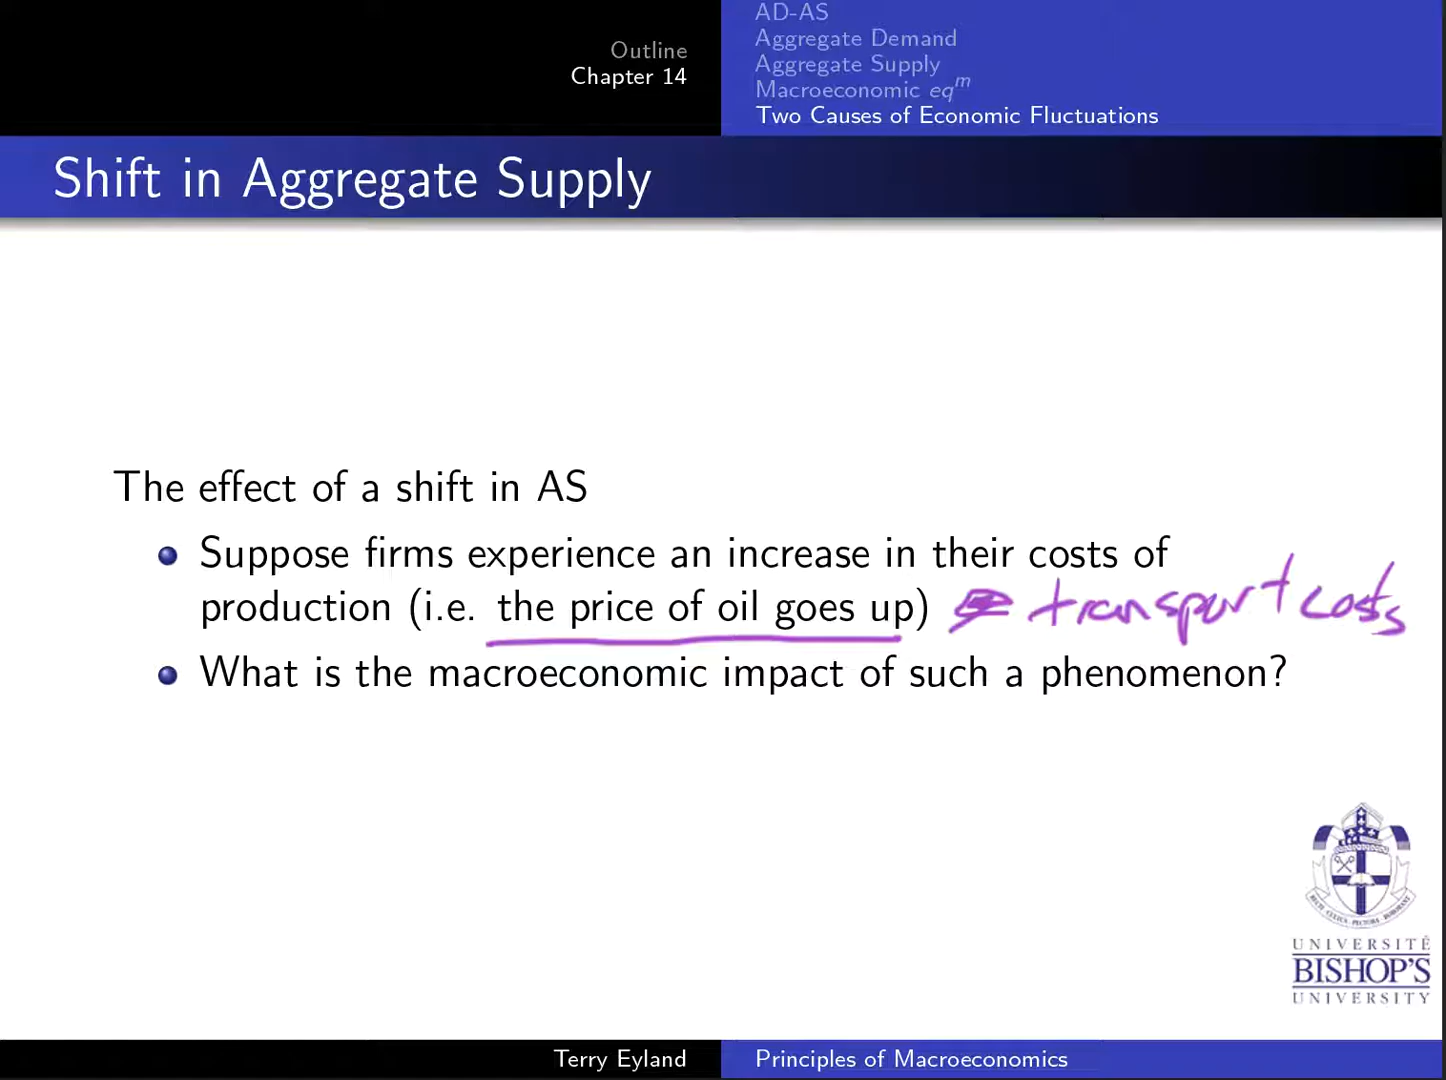 Outline
Chapter 14
AD-AS
Aggregate Demand
Aggregate Supply
Macroeconomic eq^m
Two Causes of Economic Fluctuations
Shift in Aggregate Supply
The effect of a shift in AS
Suppose firms experience an increase in their costs of
production (i.e. the price of oil goes up) transport costs
What is the macroeconomic impact of such a phenomenon?
UNIVERSITÉ
BISHOP'S
UNIVERSITY
Terry Eyland
Principles of Macroeconomics